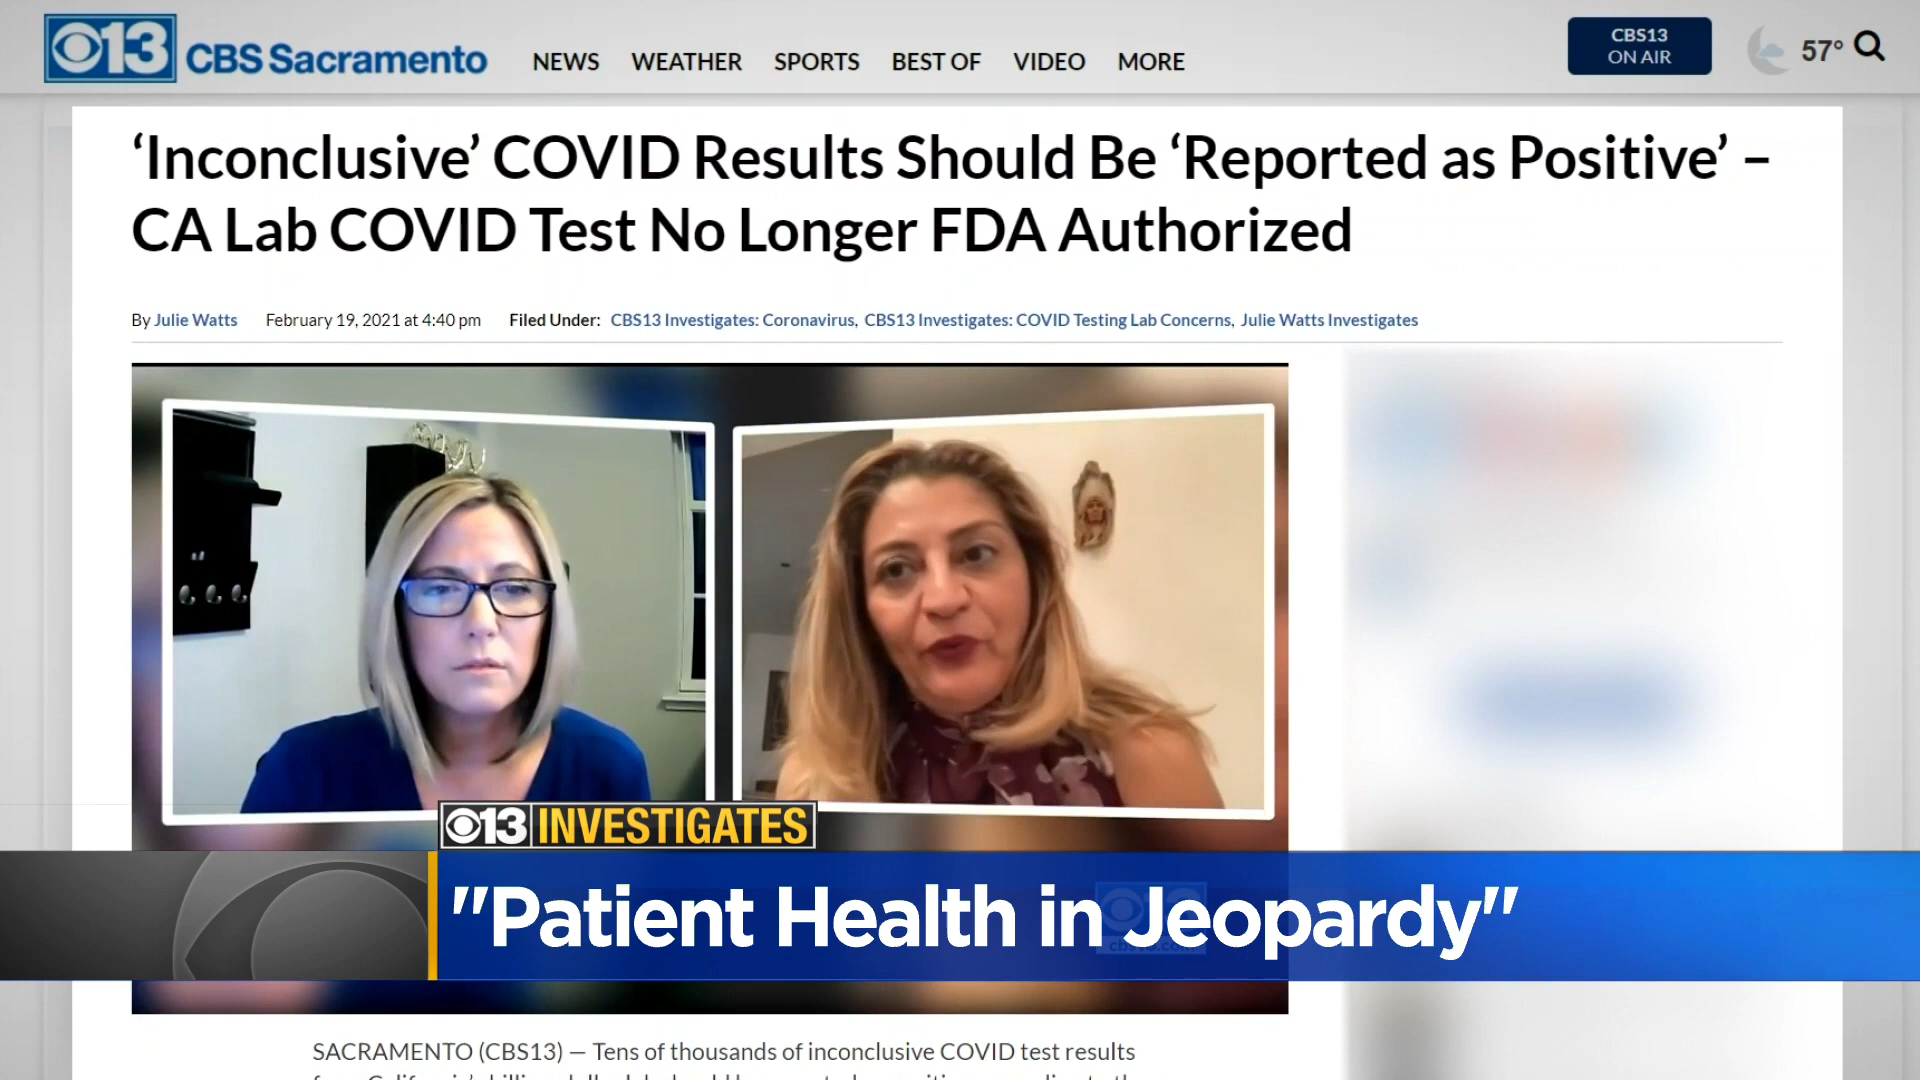 13 CBS Sacramento NEWS WEATHER SPORTS BEST OF VIDEO MORE CBS13 ON AIR 57°
‘Inconclusive’ COVID Results Should Be ‘Reported as Positive’ –
CA Lab COVID Test No Longer FDA Authorized
By Julie Watts February 19, 2021 at 4:40 pm Filed Under: CBS13 Investigates: Coronavirus, CBS13 Investigates: COVID Testing Lab Concerns, Julie Watts Investigates
13 INVESTIGATES
"Patient Health in Jeopardy"
SACRAMENTO (CBS13) — Tens of thousands of inconclusive COVID test results